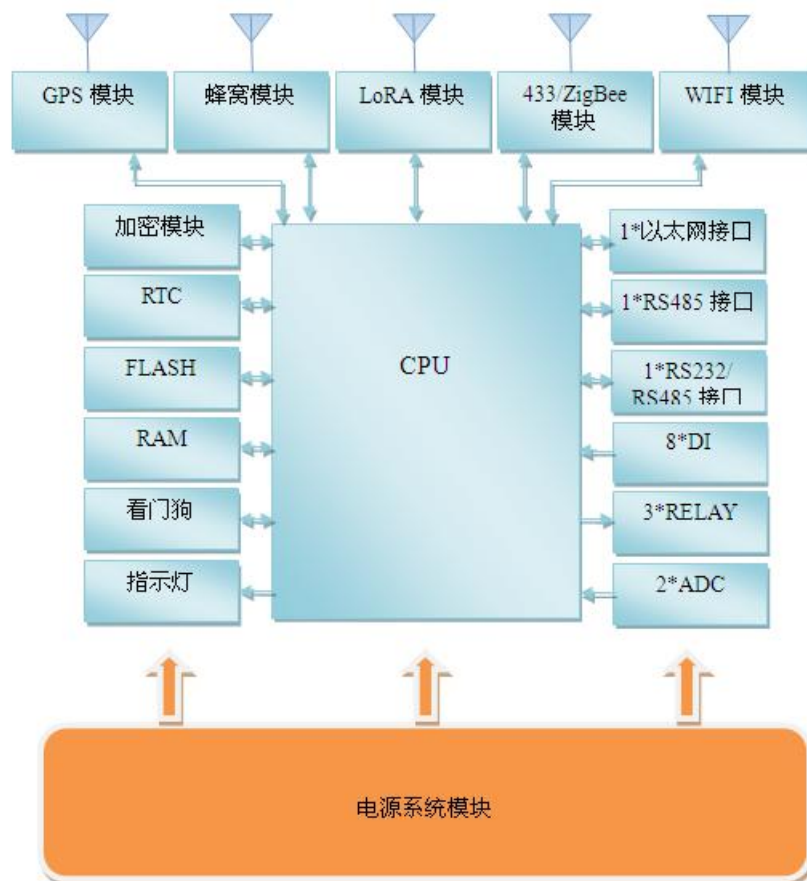 GPS 模块
蜂窝模块
LoRA 模块
433/ZigBee
模块
WIFI 模块
加密模块
RTC
FLASH
RAM
看门狗
指示灯
CPU
1*以太网接口
1*RS485 接口
1*RS232/
RS485 接口
8*DI
3*RELAY
2*ADC
电源系统模块